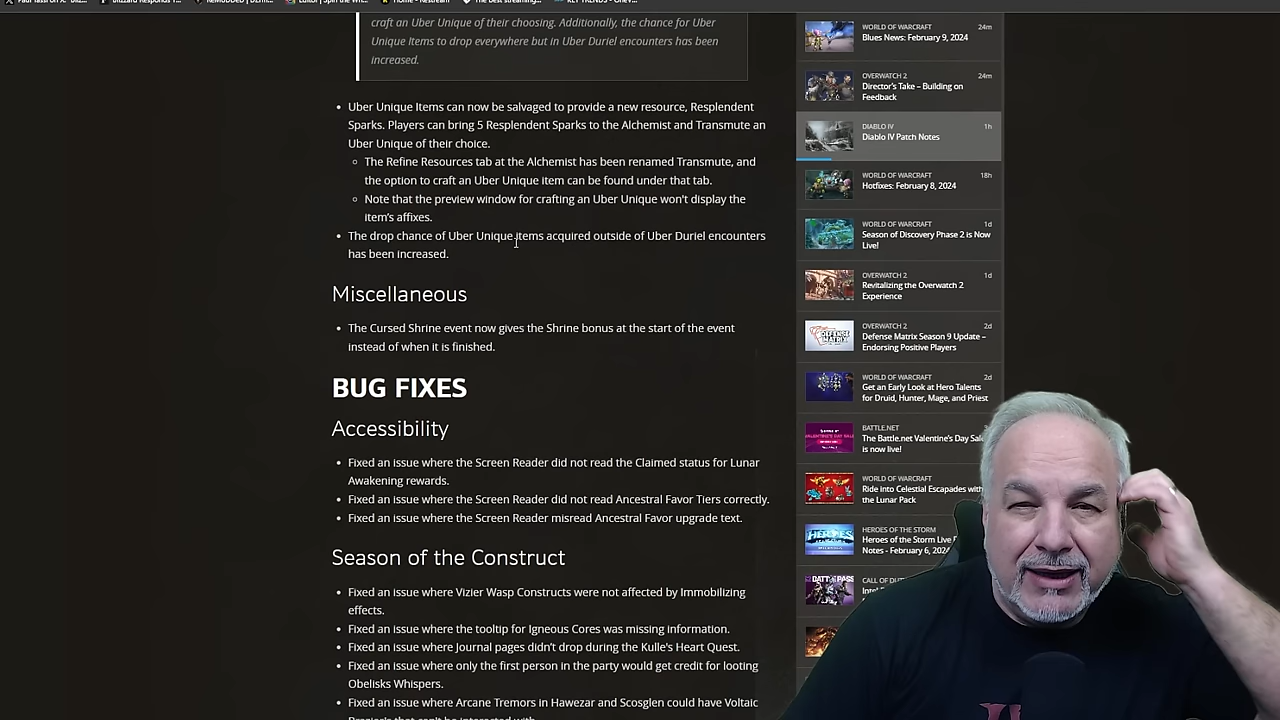 craft an Uber Unique of their choosing. Additionally, the chance for Uber
Unique Items to drop everywhere but in Uber Duriel encounters has been
increased.
Uber Unique Items can now be salvaged to provide a new resource, Resplendent
Sparks. Players can bring 5 Resplendent Sparks to the Alchemist and Transmute an
Uber Unique of their choice.
The Refine Resources tab at the Alchemist has been renamed Transmute, and
the option to craft an Uber Unique item can be found under that tab.
Note that the preview window for crafting an Uber Unique won't display the
item's affixes.
The drop chance of Uber Unique items acquired outside of Uber Duriel encounters
has been increased.
Miscellaneous
The Cursed Shrine event now gives the Shrine bonus at the start of the event
instead of when it is finished.
BUG FIXES
Accessibility
Fixed an issue where the Screen Reader did not read the Claimed status for Lunar
Awakening rewards.
Fixed an issue where the Screen Reader did not read Ancestral Favor Tiers correctly.
Fixed an issue where the Screen Reader misread Ancestral Favor upgrade text.
Season of the Construct
Fixed an issue where Vizier Wasp Constructs were not affected by Immobilizing
effects.
Fixed an issue where the tooltip for Igneous Cores was missing information.
Fixed an issue where Journal pages didn't drop during the Kulle's Heart Quest.
Fixed an issue where only the first person in the party would get credit for looting
Obelisks Whispers.
Fixed an issue where Arcane Tremors in Hawezar and Scosglen could have Voltaic
WORLD OF WARCRAFT 24m
Blues News: February 9, 2024
OVERWATCH 2 24m
Director's Take – Building on
Feedback
DIABLO IV 1h
Diablo IV Patch Notes
WORLD OF WARCRAFT 18h
Hotfixes: February 8, 2024
WORLD OF WARCRAFT 1d
Season of Discovery Phase 2 is Now
Live!
OVERWATCH 2 1d
Revitalizing the Overwatch 2
Experience
OVERWATCH 2 2d
Defense Matrix Season 9 Update –
Endorsing Positive Players
WORLD OF WARCRAFT 2d
Get an Early Look at Hero Talents
for Druid, Hunter, Mage, and Priest
BATTLE.NET
The Battle.net Valentine's Day Sale
is now live!
WORLD OF WARCRAFT
Ride into Celestial Escapades with
the Lunar Pack
HEROES OF THE STORM
Heroes of the Storm Live
Notes - February 6, 2024
CALL OF